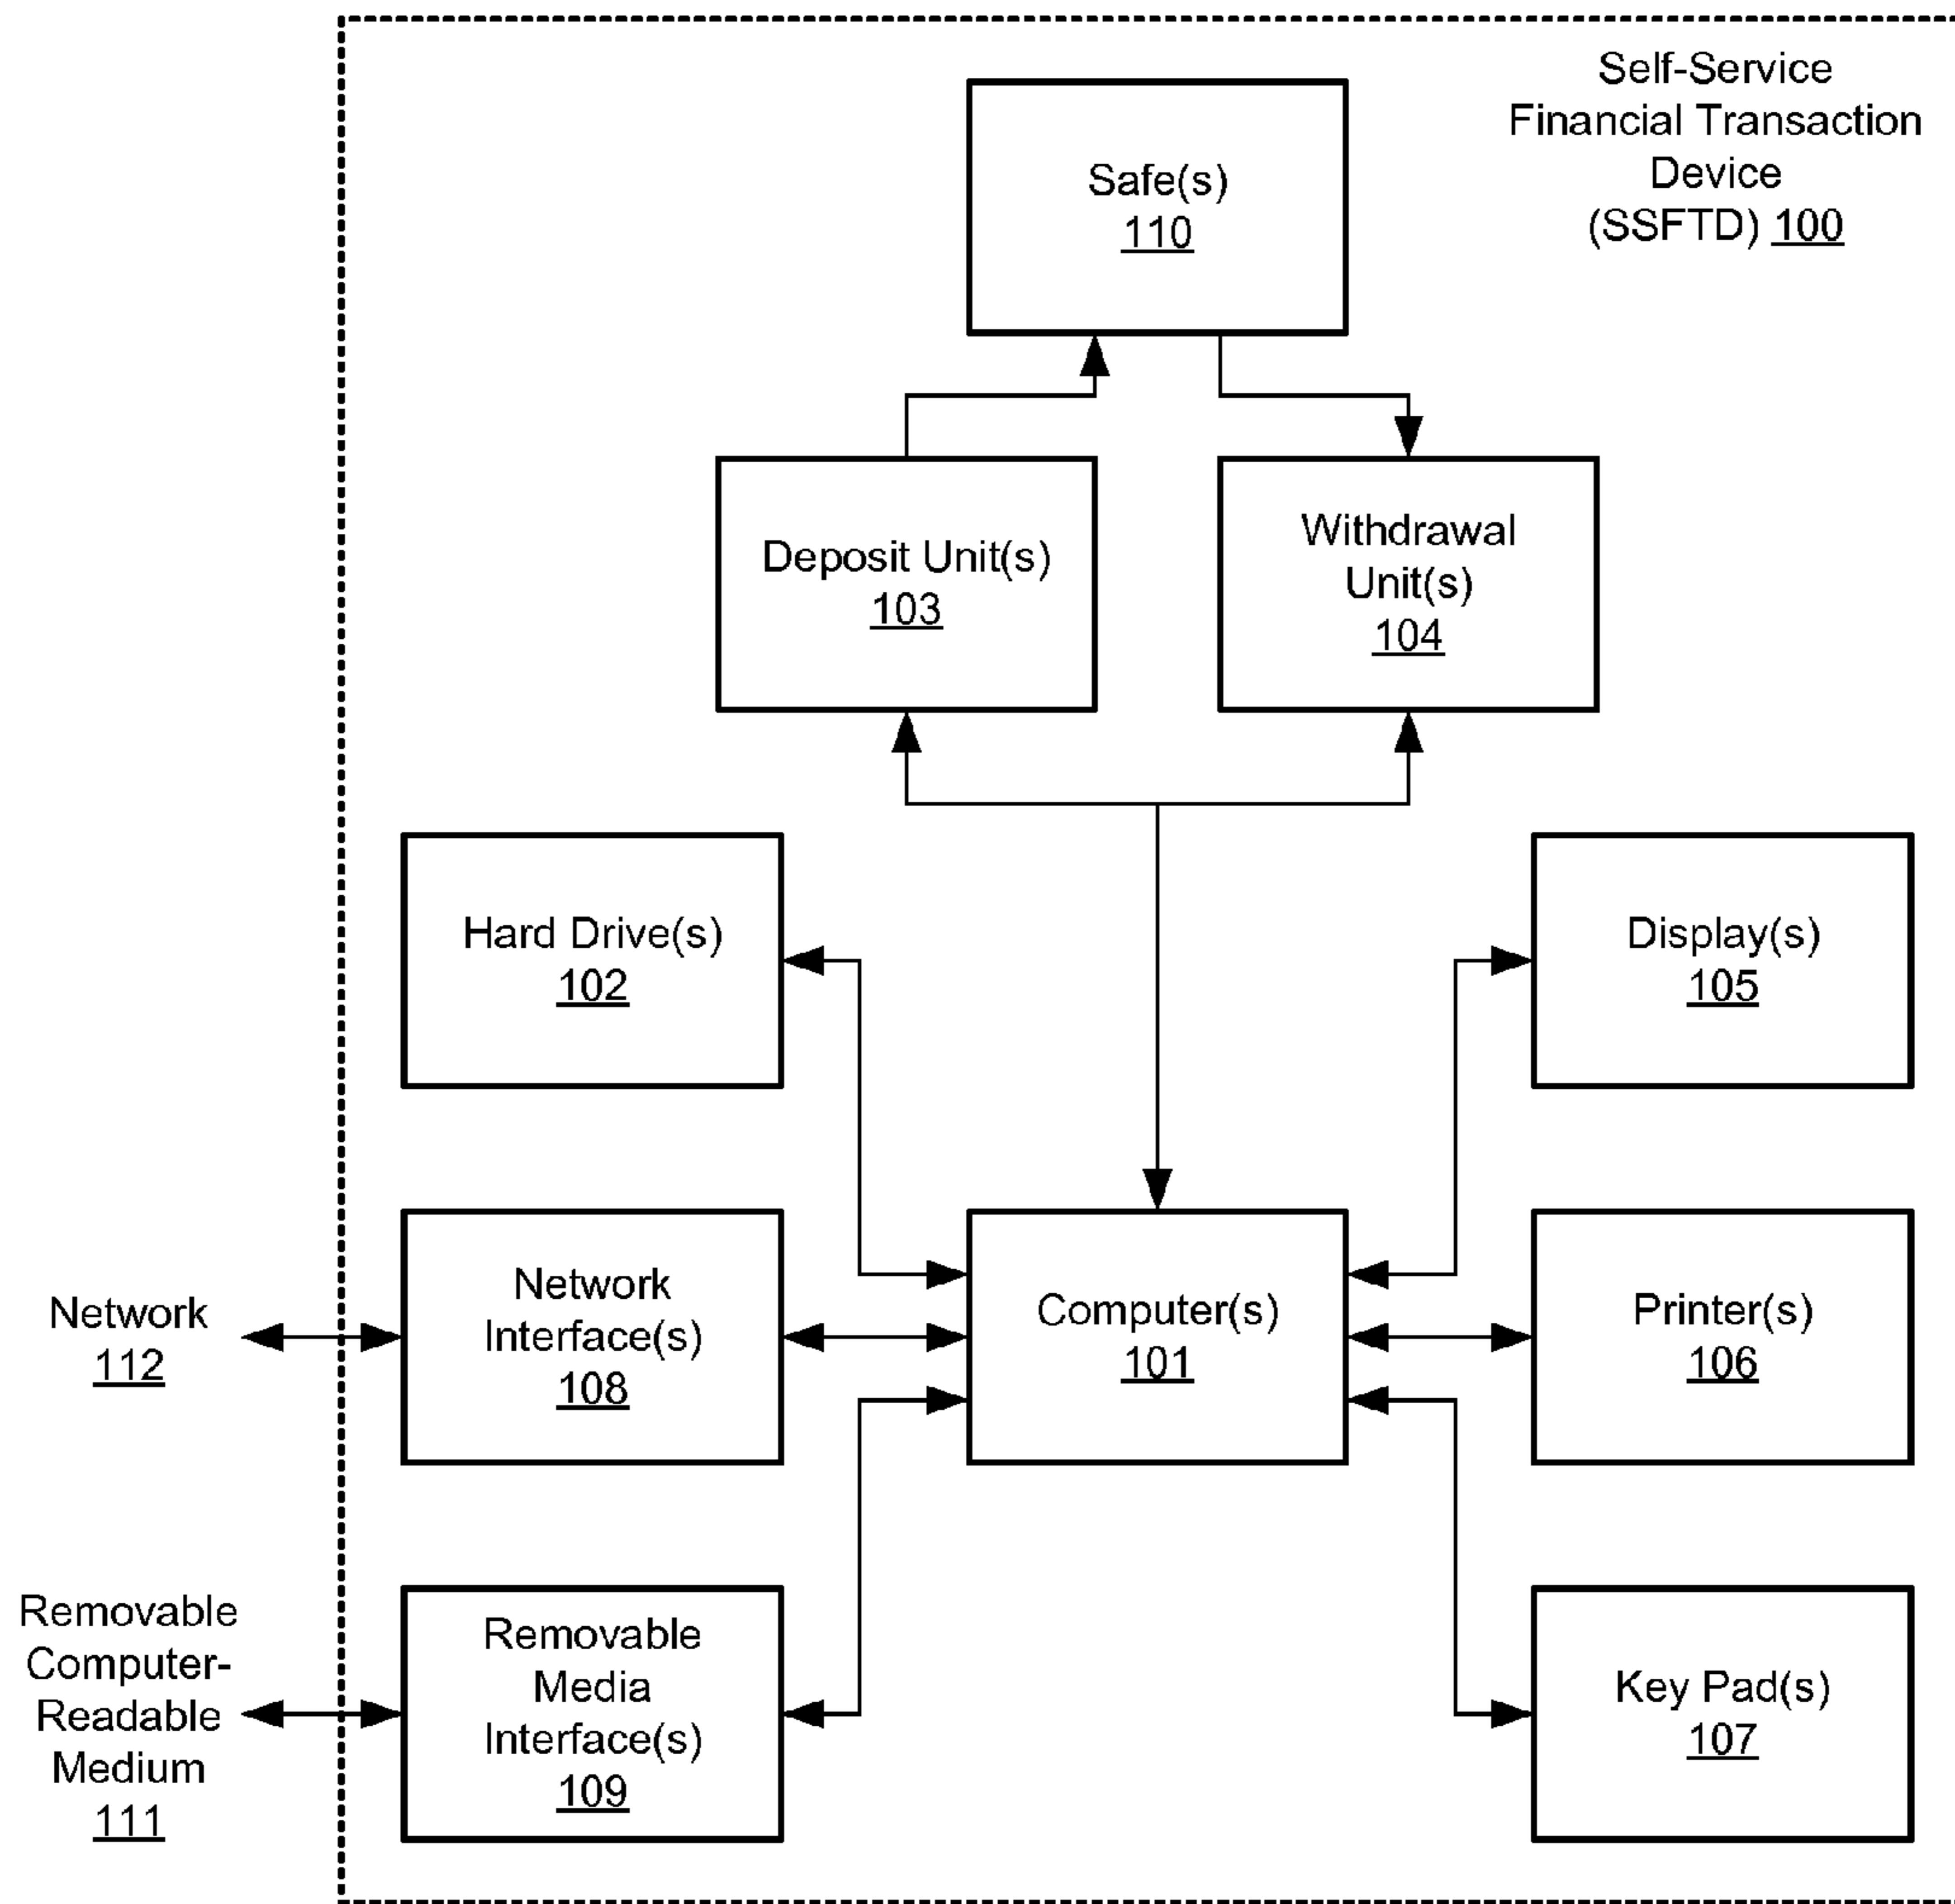 Self-Service
Financial Transaction
Device
(SSFTD) 100
Safe(s)
110
Deposit Unit(s)
103
Withdrawal
Unit(s)
104
Hard Drive(s)
102
Display(s)
105
Network
112
Network
Interface(s)
108
Computer(s)
101
Printer(s)
106
Removable
Computer-
Readable
Medium
111
Removable
Media
Interface(s)
109
Key Pad(s)
107